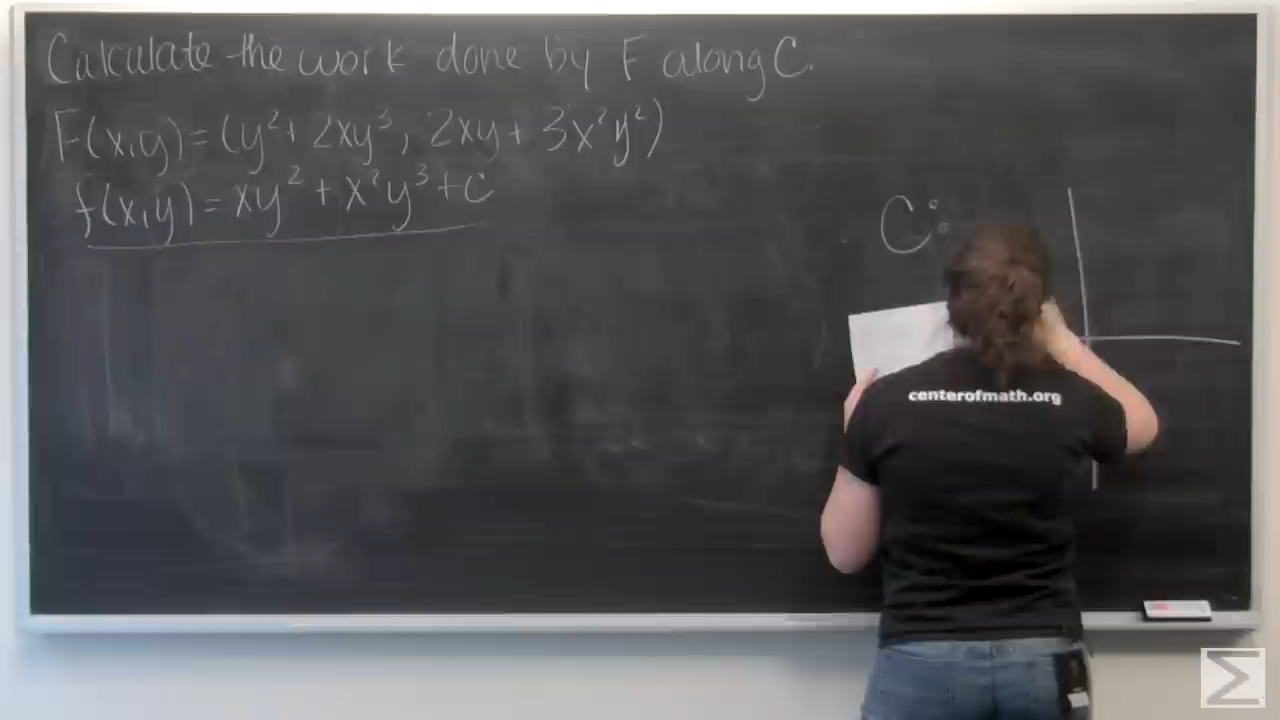 Calculate the work done by F along C.
F(x,y) = (y² + 2xy³, 2xy + 3x²y²)
f(x,y) = xy² + x²y³ + C
C:
centerofmath.org
Σ